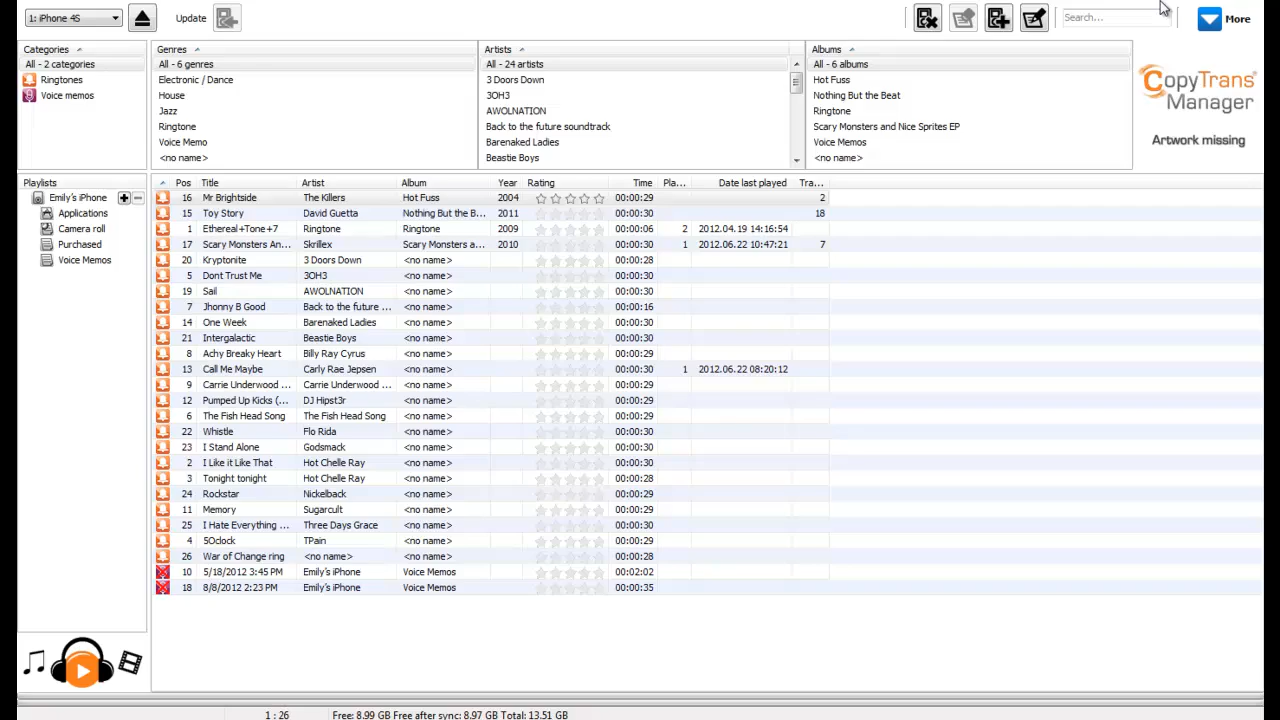 1: iPhone 4S Update Search... More
Categories Genres Artists Albums
All - 2 categories All - 6 genres All - 24 artists All - 6 albums
Ringtones Electronic / Dance 3 Doors Down Hot Fuss
Voice memos House 3OH3 Nothing But the Beat
Jazz AWOLNATION Ringtone
Ringtone Back to the future soundtrack Scary Monsters and Nice Sprites EP
Voice Memo Barenaked Ladies Voice Memos
<no name> Beastie Boys <no name>
CopyTrans®
Manager
Artwork missing
Playlists
Emily's iPhone
Applications
Camera roll
Purchased
Voice Memos
Pos Title Artist Album Year Rating Time Pla... Date last played Tra...
16 Mr Brightside The Killers Hot Fuss 2004 00:00:29 2
15 Toy Story David Guetta Nothing But the B... 2011 00:00:30 18
1 Ethereal+Tone+7 Ringtone Ringtone 2009 00:00:06 2 2012.04.19 14:16:54
17 Scary Monsters An... Skrillex Scary Monsters a... 2010 00:00:30 1 2012.06.22 10:47:21 7
20 Kryptonite 3 Doors Down <no name> 00:00:28
5 Dont Trust Me 3OH3 <no name> 00:00:30
19 Sail AWOLNATION <no name> 00:00:30
7 Jhonny B Good Back to the future ... <no name> 00:00:16
14 One Week Barenaked Ladies <no name> 00:00:30
21 Intergalactic Beastie Boys <no name> 00:00:30
8 Achy Breaky Heart Billy Ray Cyrus <no name> 00:00:29
13 Call Me Maybe Carly Rae Jepsen <no name> 00:00:30 1 2012.06.22 08:20:12
9 Carrie Underwood ... Carrie Underwood ... <no name> 00:00:29
12 Pumped Up Kicks (... DJ Hipst3r <no name> 00:00:29
6 The Fish Head Song The Fish Head Song <no name> 00:00:29
22 Whistle Flo Rida <no name> 00:00:30
23 I Stand Alone Godsmack <no name> 00:00:30
2 I Like it Like That Hot Chelle Ray <no name> 00:00:30
3 Tonight tonight Hot Chelle Ray <no name> 00:00:28
24 Rockstar Nickelback <no name> 00:00:29
11 Memory Sugarcult <no name> 00:00:29
25 I Hate Everything ... Three Days Grace <no name> 00:00:30
4 5Oclock TPain <no name> 00:00:29
26 War of Change ring <no name> <no name> 00:00:28
10 5/18/2012 3:45 PM Emily's iPhone Voice Memos 00:02:02
18 8/8/2012 2:23 PM Emily's iPhone Voice Memos 00:00:35
1 : 26 Free: 8.99 GB Free after sync: 8.97 GB Total: 13.51 GB